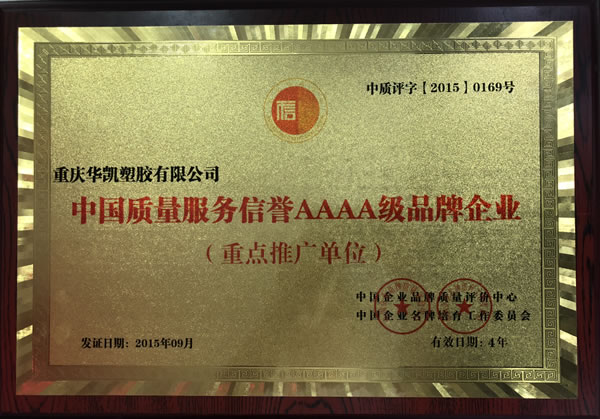 中质评字【2015】0169号
信
重庆华凯塑胶有限公司
中国质量服务信誉AAAA级品牌企业
（重点推广单位）
中国企业品牌质量评价中心
中国企业名牌培育工作委员会
发证日期：2015年09月
有效日期：4年